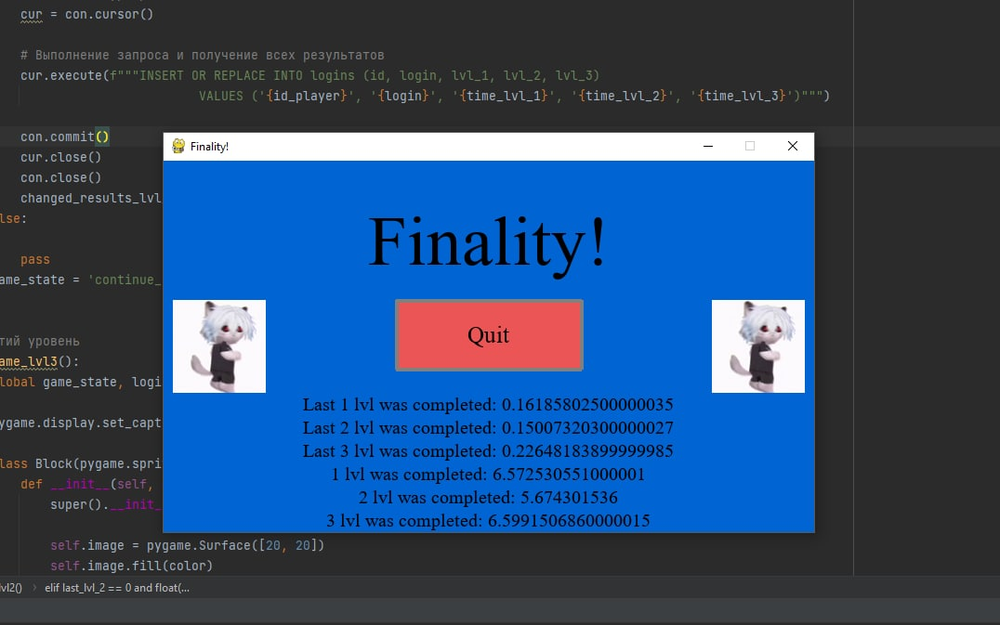 cur = con.cursor()
# Выполнение запроса и получение всех результатов
cur.execute(f"""INSERT OR REPLACE INTO logins (id, login, lvl_1, lvl_2, lvl_3)
VALUES ('{id_player}', '{login}', '{time_lvl_1}', '{time_lvl_2}', '{time_lvl_3}')""")
con.commit()
cur.close()
con.close()
changed_results_lvl
lse:
pass
ame_state = 'continue_
тий уровень
ame_lvl3():
lobal game_state, logi
ygame.display.set_capt
lass Block(pygame.spri
def __init__(self,
super().__init_
self.image = pygame.Surface([20, 20])
self.image.fill(color)
lvl2() › elif last_lvl_2 == 0 and float(...
Finality!
Finality!
Quit
Last 1 lvl was completed: 0.16185802500000035
Last 2 lvl was completed: 0.15007320300000027
Last 3 lvl was completed: 0.22648183899999985
1 lvl was completed: 6.572530551000001
2 lvl was completed: 5.674301536
3 lvl was completed: 6.5991506860000015